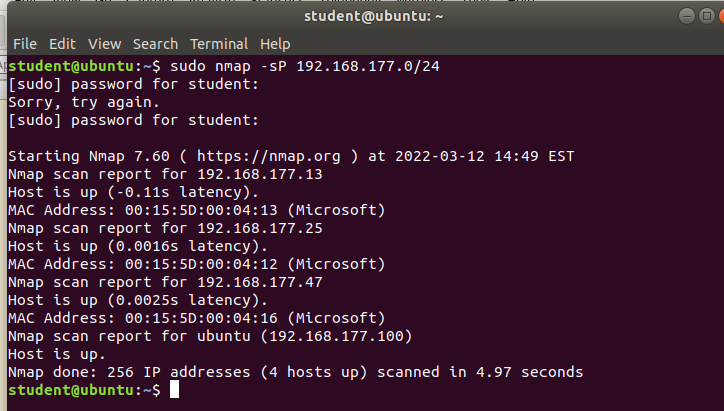 student@ubuntu: ~
File Edit View Search Terminal Help
student@ubuntu:~$ sudo nmap -sP 192.168.177.0/24
[sudo] password for student:
Sorry, try again.
[sudo] password for student:
Starting Nmap 7.60 ( https://nmap.org ) at 2022-03-12 14:49 EST
Nmap scan report for 192.168.177.13
Host is up (-0.11s latency).
MAC Address: 00:15:5D:00:04:13 (Microsoft)
Nmap scan report for 192.168.177.25
Host is up (0.0016s latency).
MAC Address: 00:15:5D:00:04:12 (Microsoft)
Nmap scan report for 192.168.177.47
Host is up (0.0025s latency).
MAC Address: 00:15:5D:00:04:16 (Microsoft)
Nmap scan report for ubuntu (192.168.177.100)
Host is up.
Nmap done: 256 IP addresses (4 hosts up) scanned in 4.97 seconds
student@ubuntu:~$